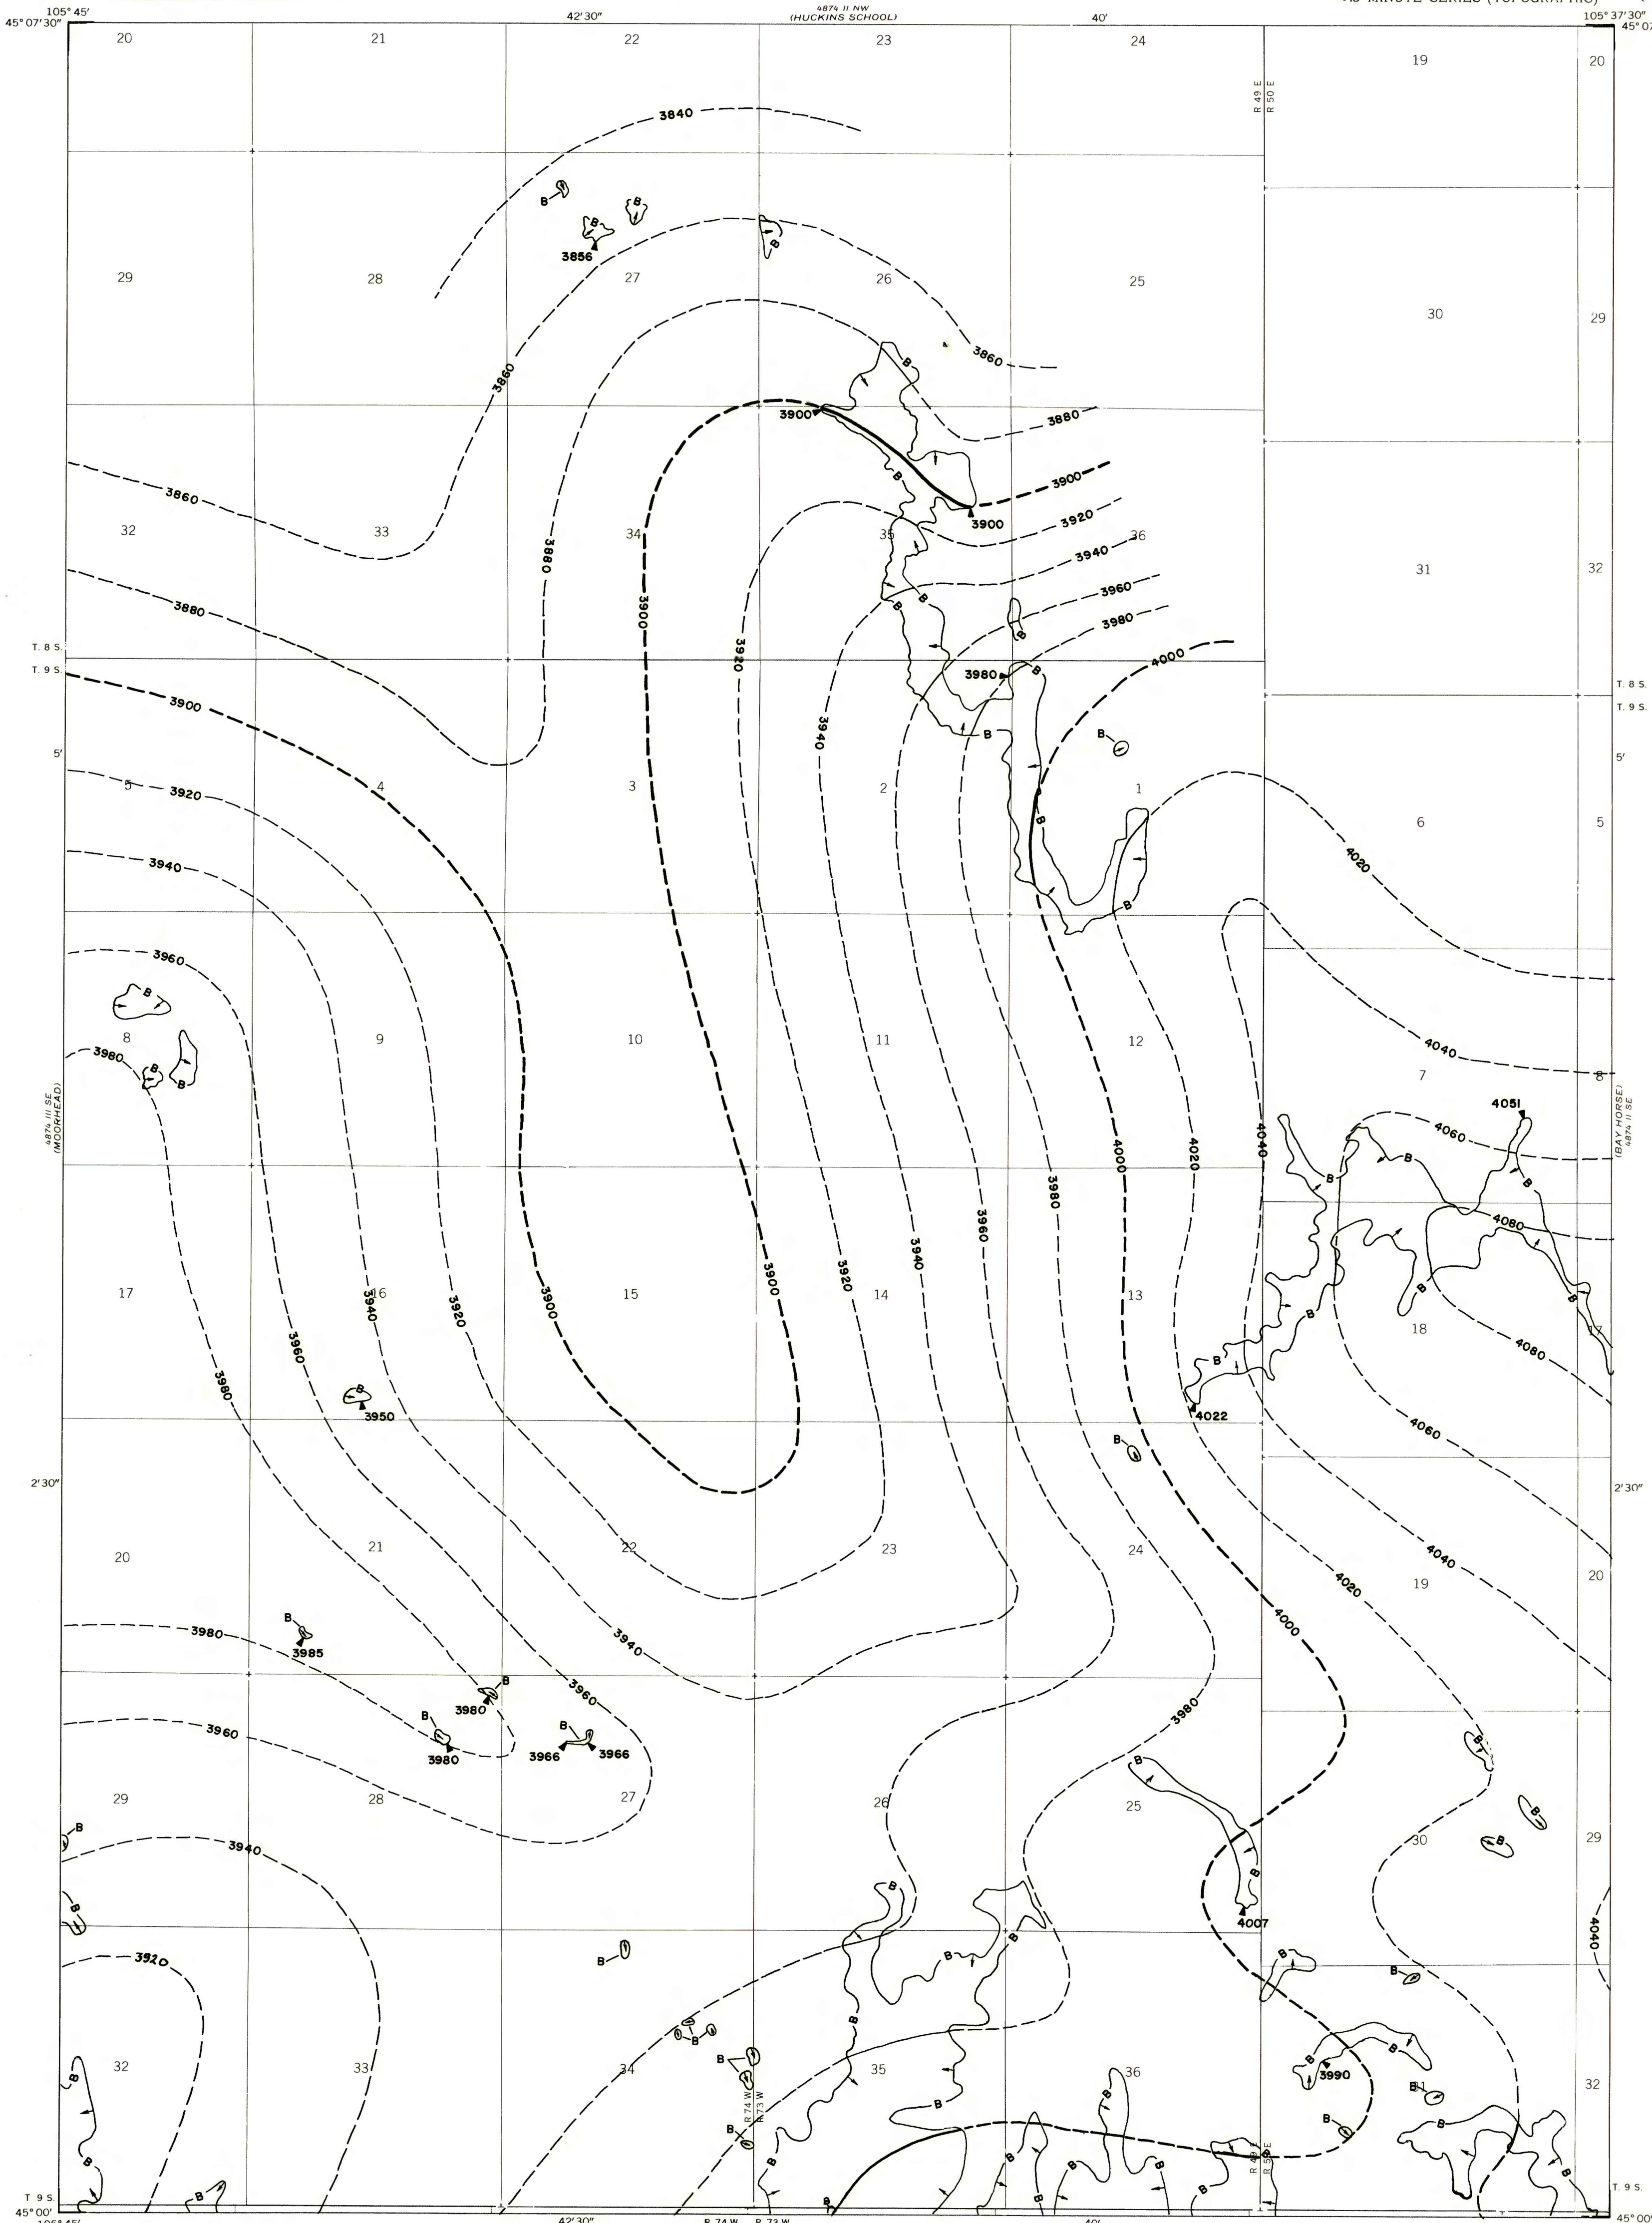 4874 II NW
105° 45' 42'30" (HUCKINS SCHOOL) 40' 105° 37'30"
45° 07'30"
20 21 22 23 24 19 20
R 49 E
R 50 E
3840
B B B B
3856
29 28 27 26 25 30 29
3860 3860 B
3900 3880
3860 B 3900
3900 3920
32 33 34 35 36
3880 3940 31 32
3880 3900 3960
B B B 3980
T. 8 S. 3920 4000
T. 9 S. 3980 B T. 8 S.
3900 T. 9 S.
3940 B B
5' 5'
5 4 3 2 1
3920 B 6 5
3940 4020
B
3960
B
8 9 10 11 12 4040
3980 B B 7 8
4874 III SE
(MOORHEAD)
(BAY HORSE)
4874 II SE
4051
4000 4020 4040 4060
B B B
3980
3960 4080
3940
3920
3900
17 16 15 14 13 B B
3940 3920 3900 B 18 17
3960 4080
3980 B B
3950 4022 4060
B
2'30" 2'30"
21 22 23 24 4040
20 4020 19 20
B 3980 4000
3985 3940
B 3960
3980 3980
B B B
3960 3980 3966 3966
B
29 28 27 26 25 B
B 30 29
3940 B
B
B B
4007
3920 B B B B 4040
B
B B B
32 33 34 35 36 3990 32
B R 74 W
R 73 W
B B B 31
B B B
B B B B B
R 49 E
R 50 E
T 9 S. B B B T. 9 S.
45° 00' 45° 00'
42'30" R 74 W R 73 W 40'